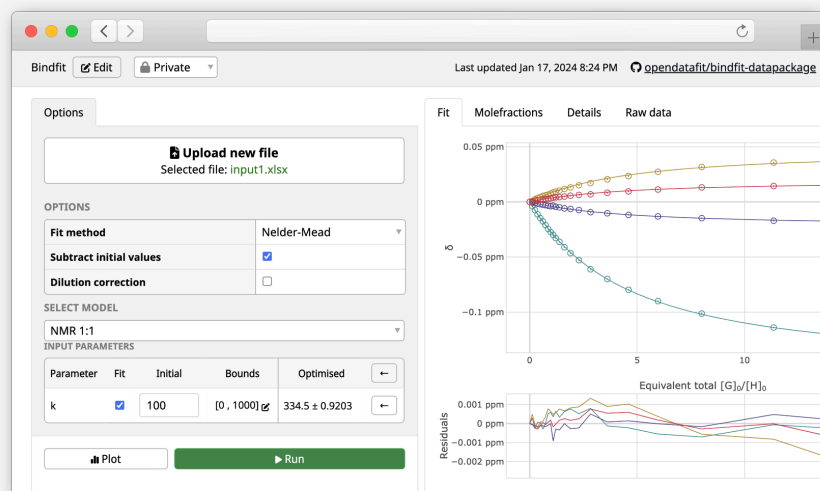 Bindfit Edit Private Last updated Jan 17, 2024 8:24 PM opendatafit/bindfit-datapackage
Options
Upload new file
Selected file: input1.xlsx
OPTIONS
Fit method Nelder-Mead
Subtract initial values
Dilution correction
SELECT MODEL
NMR 1:1
INPUT PARAMETERS
Parameter Fit Initial Bounds Optimised ←
k 100 [0 , 1000] 334.5 ± 0.9203 ←
Plot Run
Fit Molefractions Details Raw data
0.05 ppm
0 ppm
δ
−0.05 ppm
−0.1 ppm
0 5 10
Equivalent total [G]₀/[H]₀
Residuals
0.001 ppm
0 ppm
−0.001 ppm
−0.002 ppm